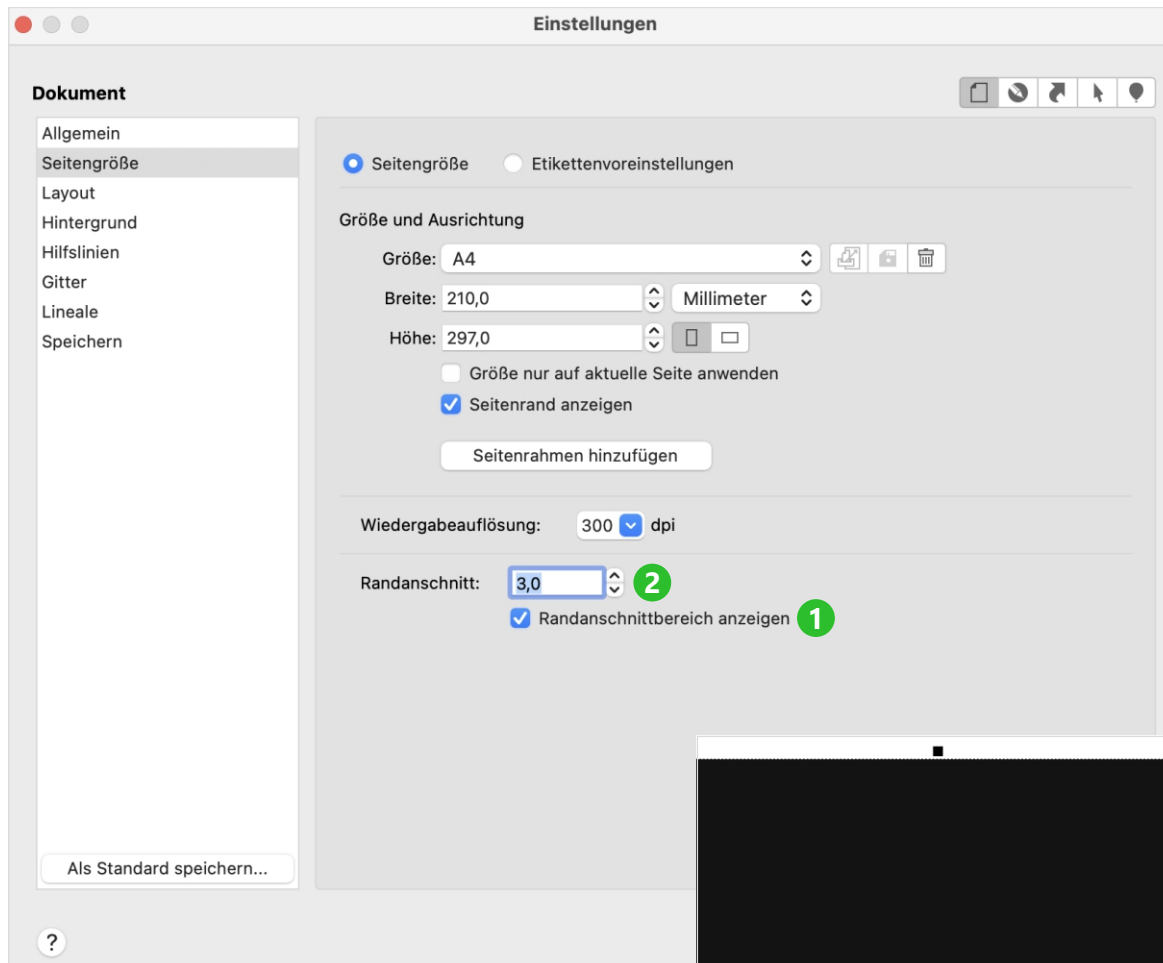 Einstellungen
Dokument
Allgemein
Seitengröße
Layout
Hintergrund
Hilfslinien
Gitter
Lineale
Speichern
Als Standard speichern...
?
Seitengröße Etikettenvoreinstellungen
Größe und Ausrichtung
Größe: A4
Breite: 210,0 Millimeter
Höhe: 297,0
Größe nur auf aktuelle Seite anwenden
Seitenrand anzeigen
Seitenrahmen hinzufügen
Wiedergabeauflösung: 300 dpi
Randanschnitt: 3,0 2
Randanschnittbereich anzeigen 1